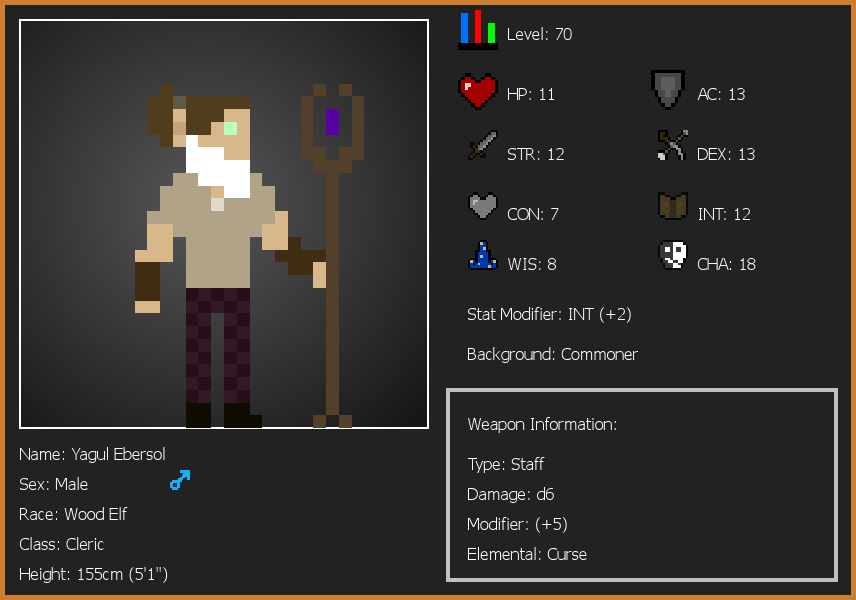 Level: 70
HP: 11
AC: 13
STR: 12
DEX: 13
CON: 7
INT: 12
WIS: 8
CHA: 18
Stat Modifier: INT (+2)
Background: Commoner
Weapon Information:
Type: Staff
Damage: d6
Modifier: (+5)
Elemental: Curse
Name: Yagul Ebersol
Sex: Male
Race: Wood Elf
Class: Cleric
Height: 155cm (5'1")